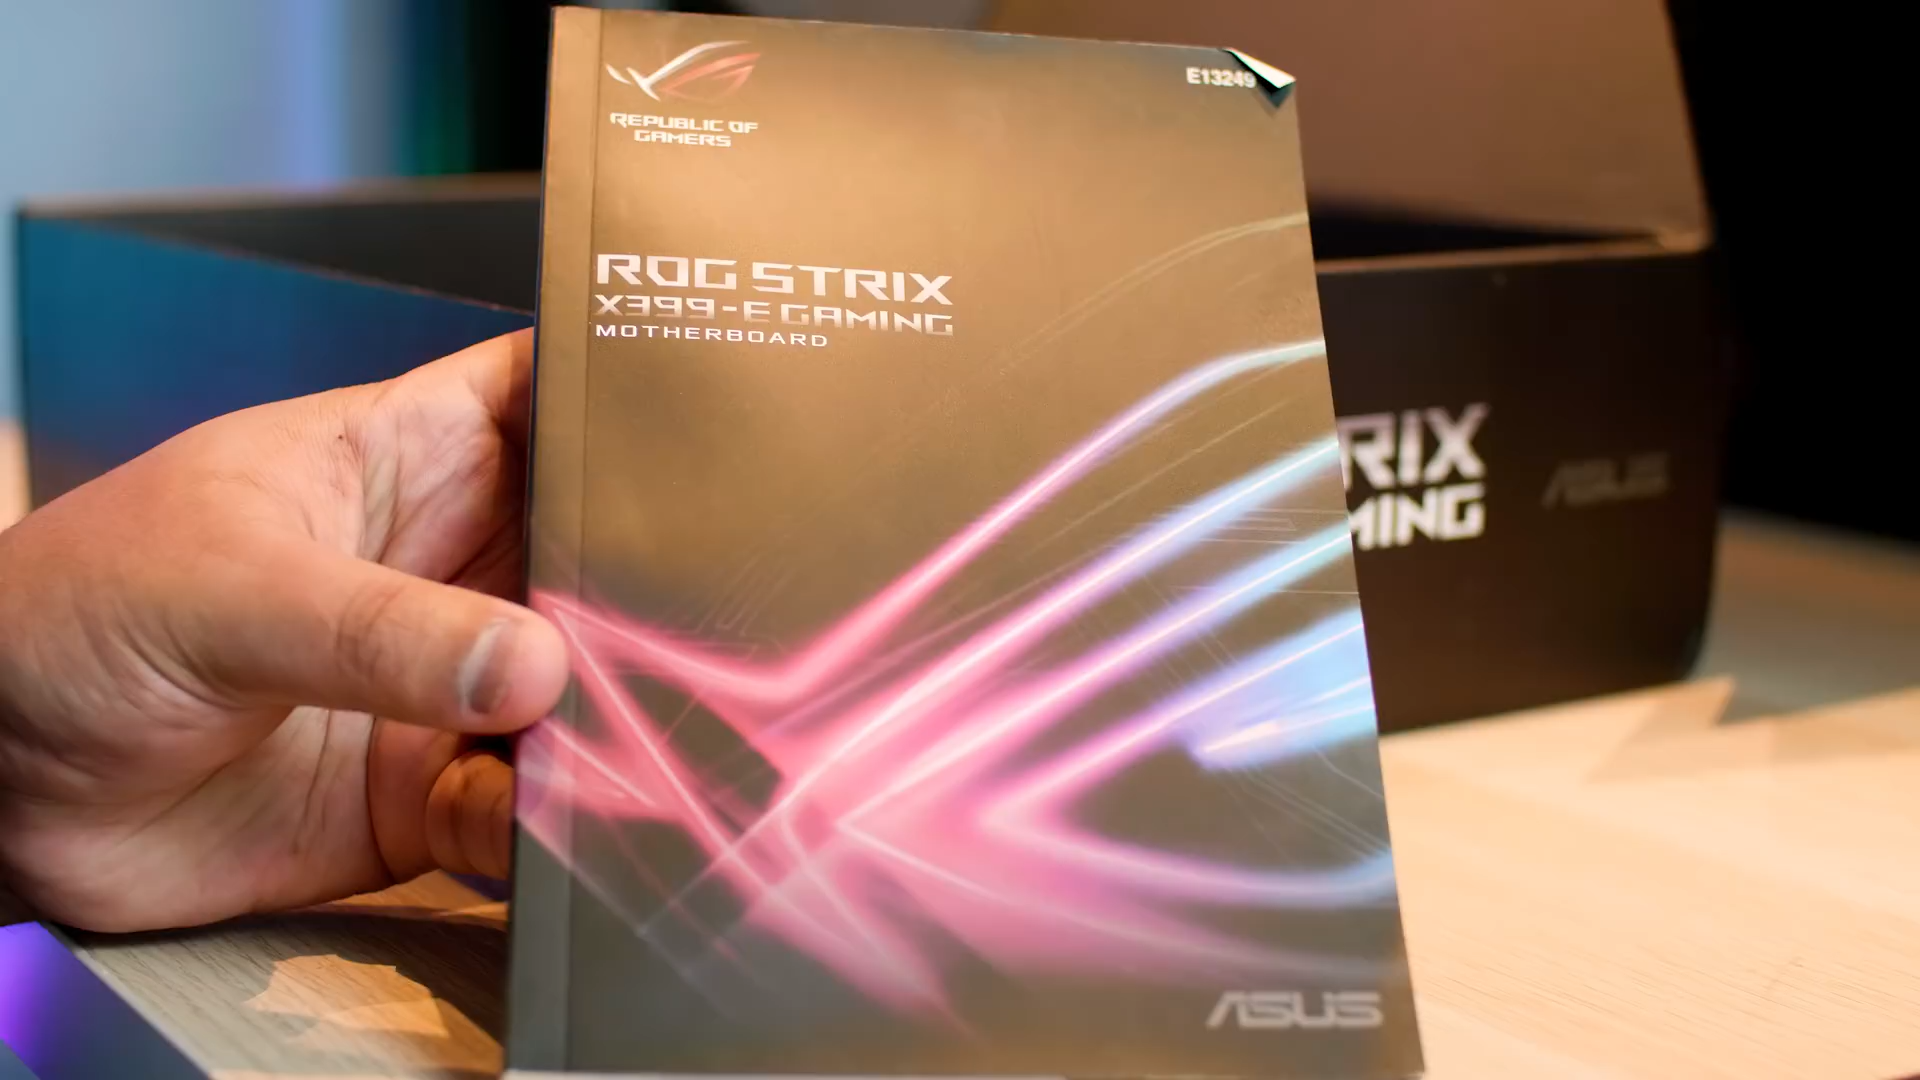 E13249
REPUBLIC OF
GAMERS
ROG STRIX
X399-E GAMING
MOTHERBOARD
RIX
MING
ASUS
ASUS